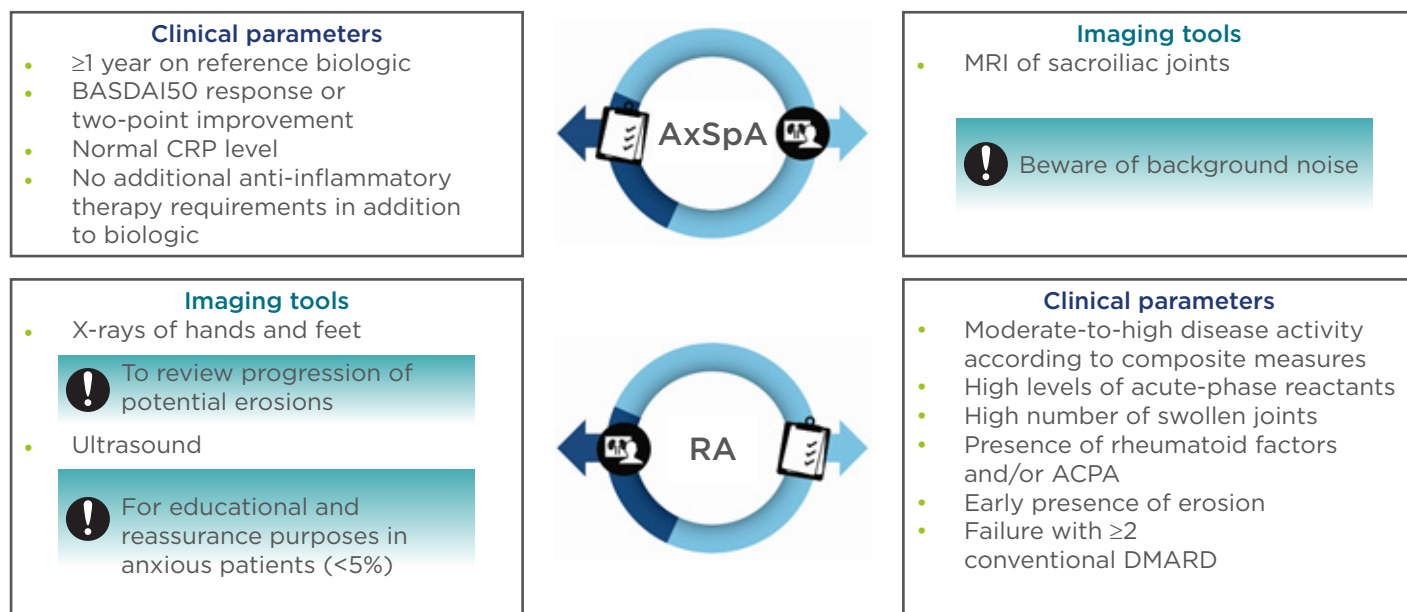 Clinical parameters
• ≥1 year on reference biologic
• BASDAI50 response or
two-point improvement
• Normal CRP level
• No additional anti-inflammatory
therapy requirements in addition
to biologic
AxSpA
Imaging tools
• MRI of sacroiliac joints
! Beware of background noise
Imaging tools
• X-rays of hands and feet
! To review progression of
potential erosions
• Ultrasound
! For educational and
reassurance purposes in
anxious patients (<5%)
RA
Clinical parameters
• Moderate-to-high disease activity
according to composite measures
• High levels of acute-phase reactants
• High number of swollen joints
• Presence of rheumatoid factors
and/or ACPA
• Early presence of erosion
• Failure with ≥2
conventional DMARD